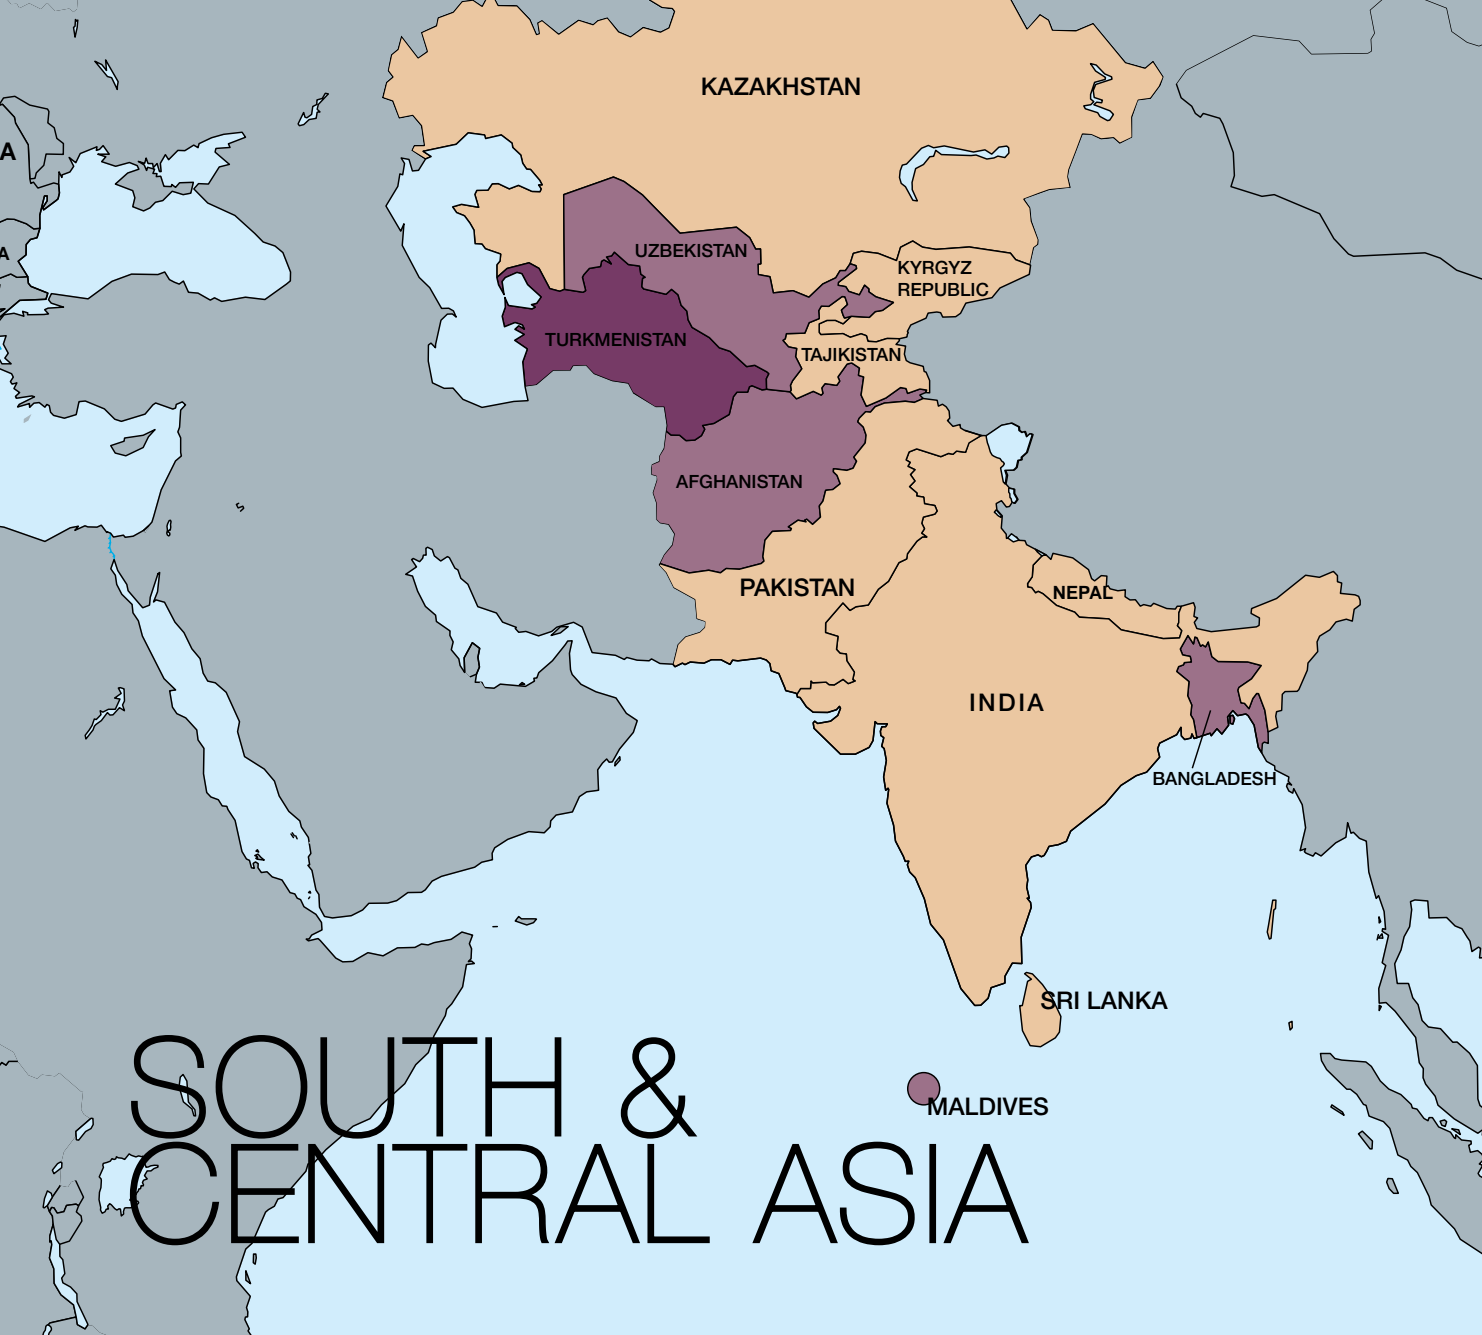 KAZAKHSTAN
A
UZBEKISTAN
A
KYRGYZ
REPUBLIC
TURKMENISTAN
TAJIKISTAN
AFGHANISTAN
PAKISTAN
NEPAL
INDIA
BANGLADESH
SRI LANKA
MALDIVES
SOUTH &
CENTRAL ASIA